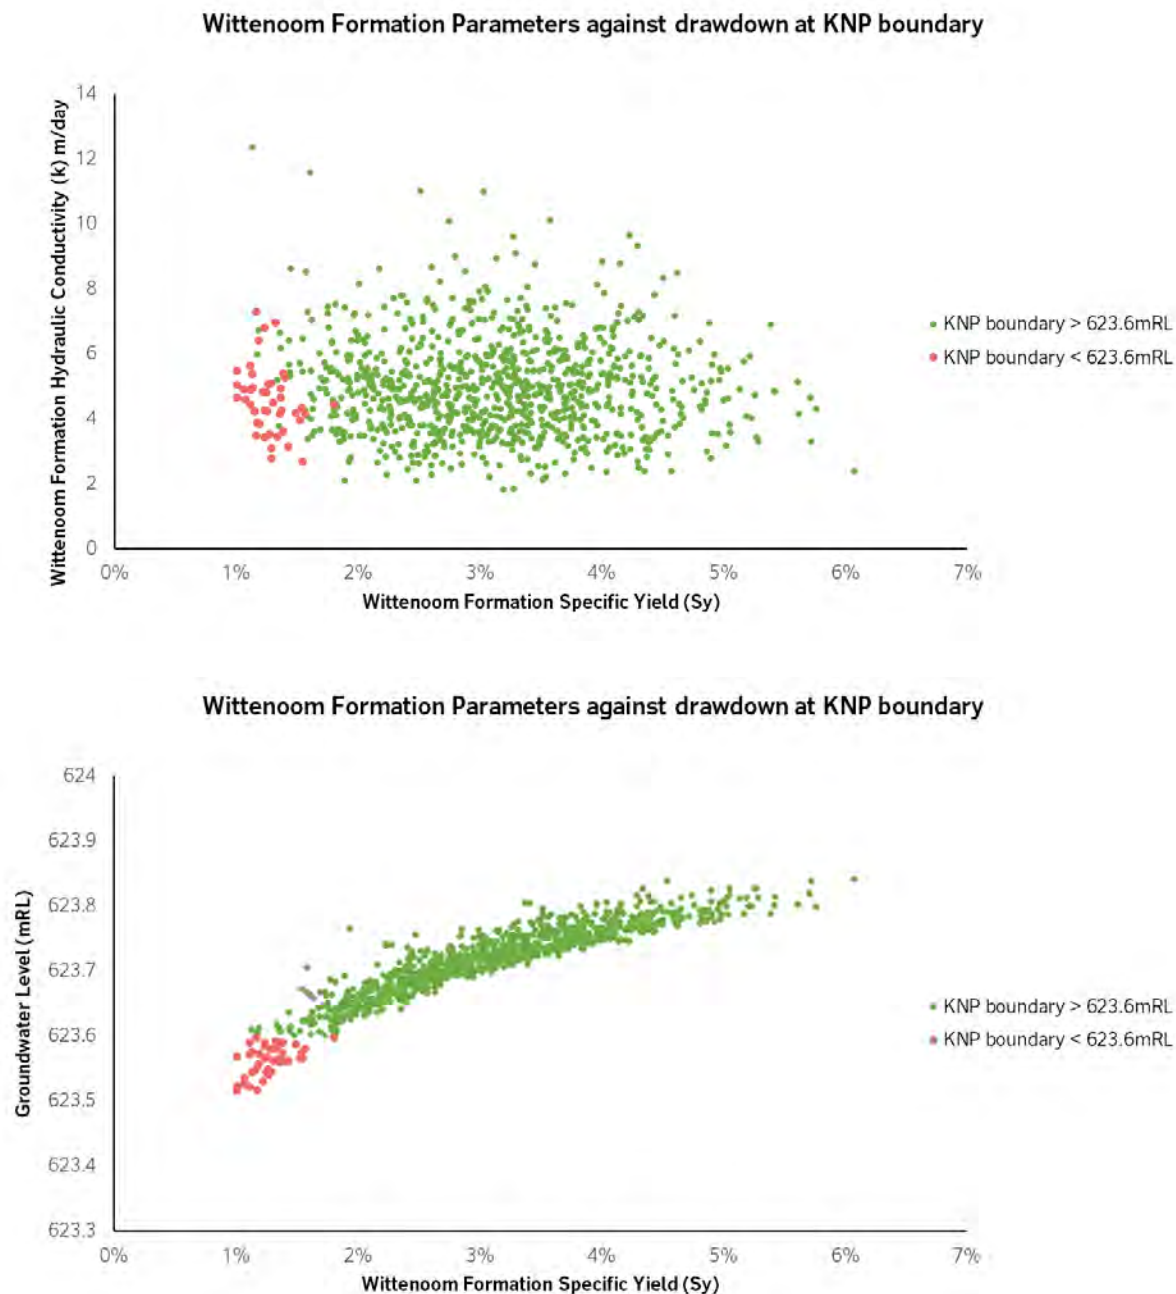 Wittenoom Formation Parameters against drawdown at KNP boundary
Wittenoom Formation Hydraulic Conductivity (k) m/day
14
12
10
8
6
4
2
0
0% 1% 2% 3% 4% 5% 6% 7%
Wittenoom Formation Specific Yield (Sy)
KNP boundary > 623.6mRL
KNP boundary < 623.6mRL
Wittenoom Formation Parameters against drawdown at KNP boundary
Groundwater Level (mRL)
624
623.9
623.8
623.7
623.6
623.5
623.4
623.3
0% 1% 2% 3% 4% 5% 6% 7%
Wittenoom Formation Specific Yield (Sy)
KNP boundary > 623.6mRL
KNP boundary < 623.6mRL